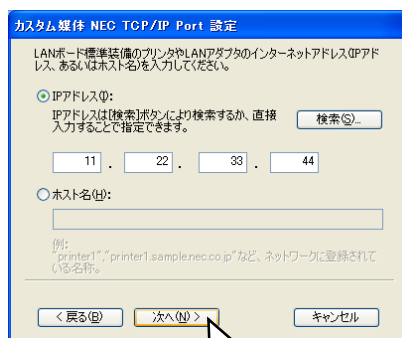 カスタム媒体 NEC TCP/IP Port 設定
LANボード標準装備のプリンタやLANアダプタのインターネットアドレス(IPアド
レス、あるいはホスト名)を入力してください。
IPアドレス(I):
IPアドレスは[検索]ボタンにより検索するか、直接
入力することで指定できます。
検索(S)...
11 . 22 . 33 . 44
ホスト名(H):
例:
"printer1","printer1.sample.nec.co.jp"など、ネットワークに登録されて
いる名称。
< 戻る(B) 次へ(N) > キャンセル